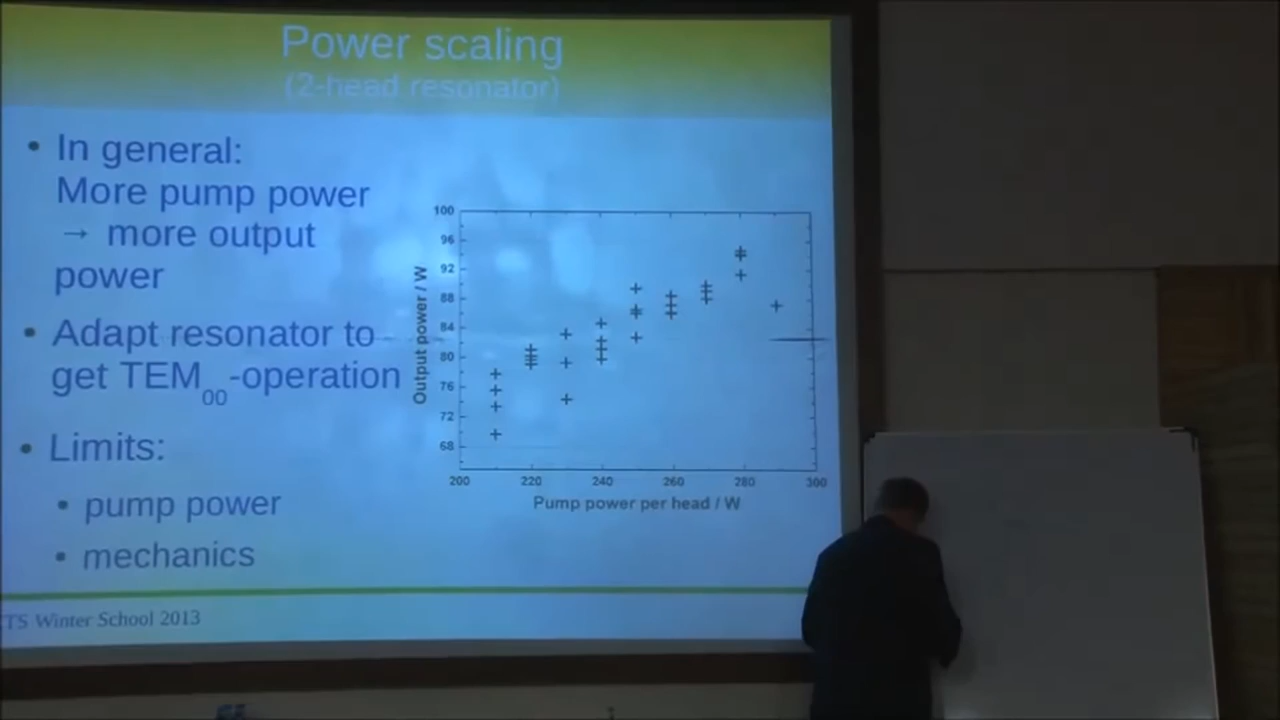 Power scaling
(2-head resonator)
• In general:
More pump power
→ more output
power
• Adapt resonator to
get TEM00-operation
• Limits:
• pump power
• mechanics
100
96
92
88
84
80
76
72
68
Output power / W
200 220 240 260 280 300
Pump power per head / W
TS Winter School 2013